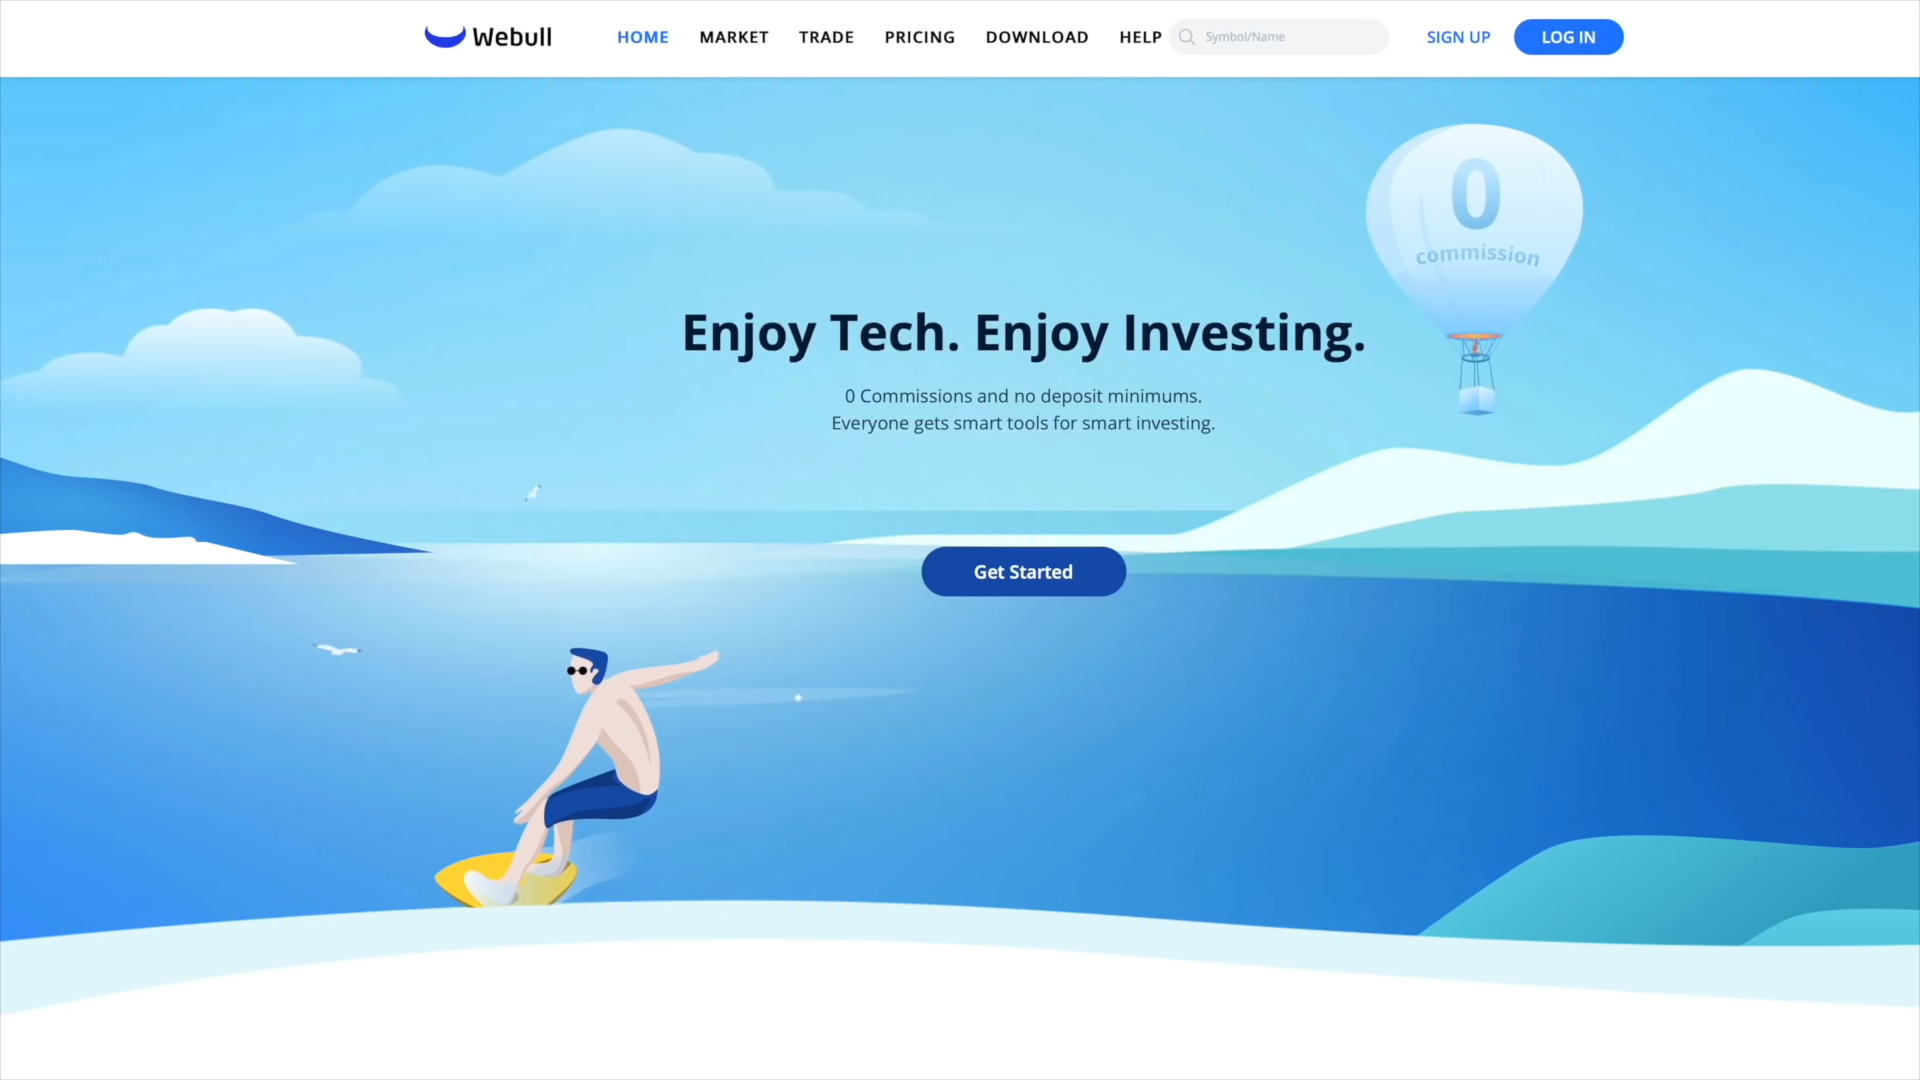 Webull
HOME
MARKET
TRADE
PRICING
DOWNLOAD
HELP
Symbol/Name
SIGN UP
LOG IN
0
commission
Enjoy Tech. Enjoy Investing.
0 Commissions and no deposit minimums.
Everyone gets smart tools for smart investing.
Get Started